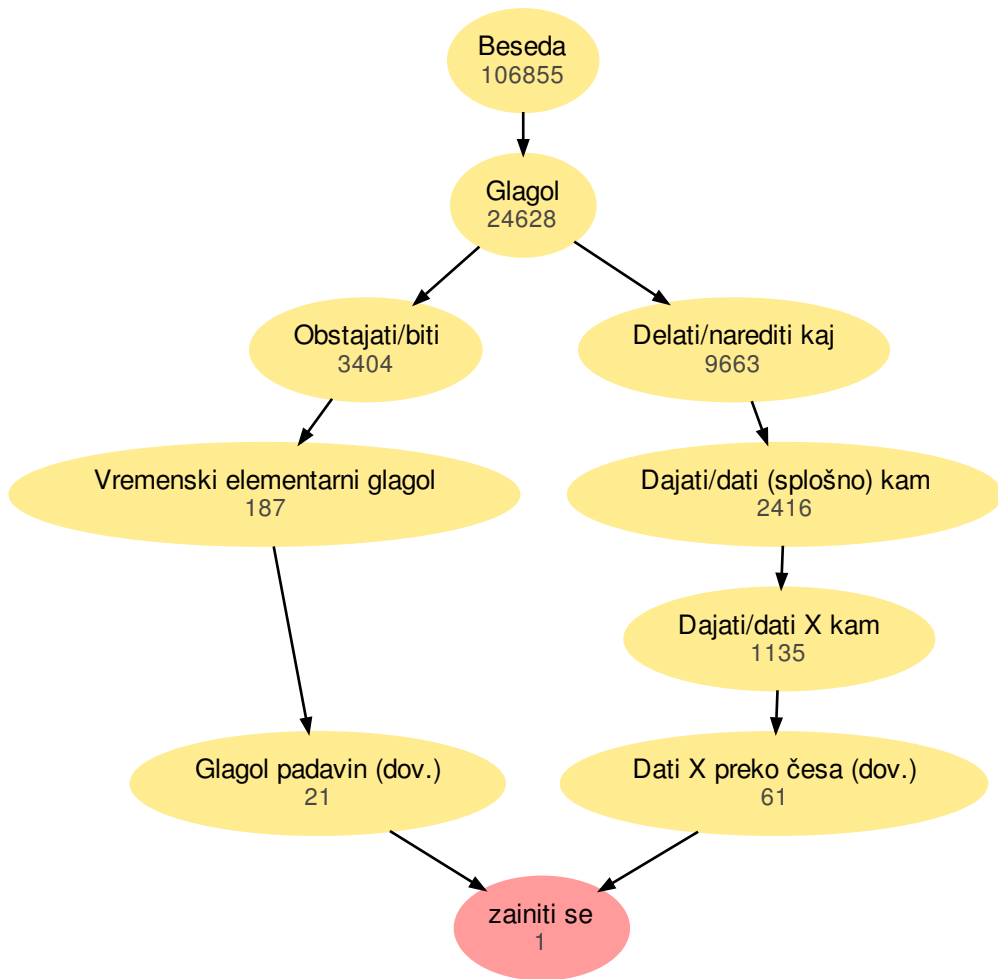 Beseda
106855
Glagol
24628
Obstajati/biti
3404
Delati/narediti kaj
9663
Vremenski elementarni glagol
187
Dajati/dati (splošno) kam
2416
Dajati/dati X kam
1135
Glagol padavin (dov.)
21
Dati X preko česa (dov.)
61
zainiti se
1